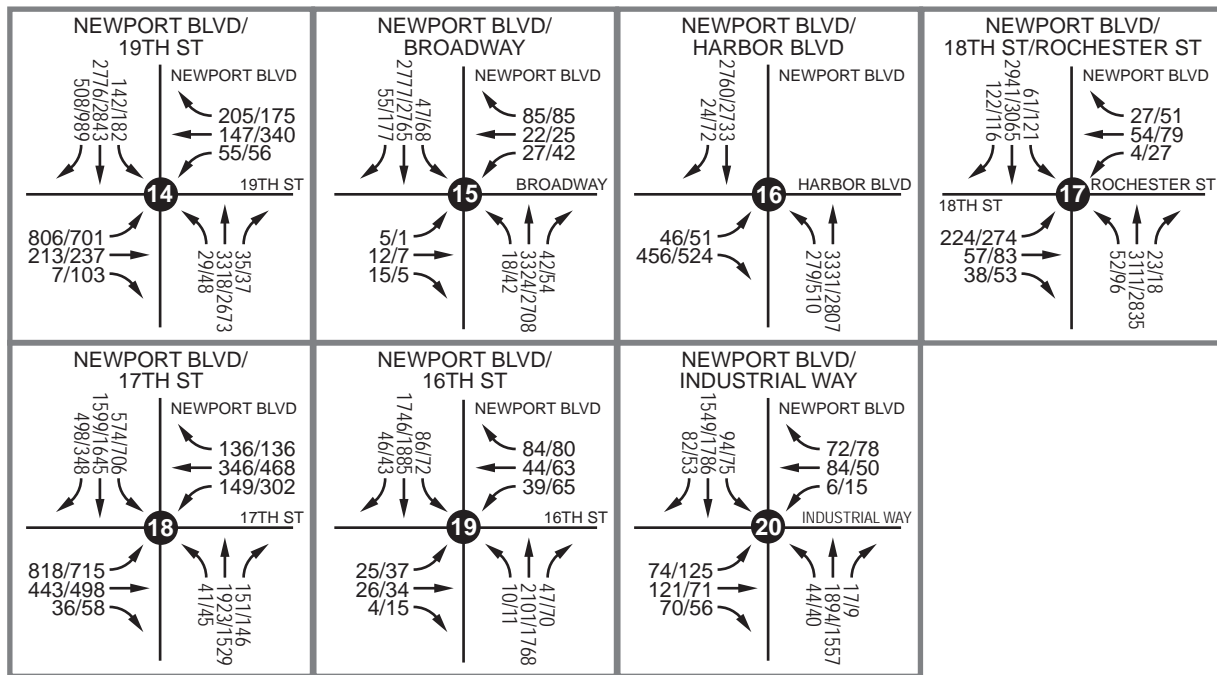 NEWPORT BLVD/
19TH ST
NEWPORT BLVD
508/989
2776/2843
142/182
205/175
147/340
55/56
14
19TH ST
806/701
213/237
7/103
29/48
3318/2673
35/37
NEWPORT BLVD/
BROADWAY
NEWPORT BLVD
55/177
2777/2765
47/68
85/85
22/25
27/42
15
BROADWAY
5/1
12/7
15/5
18/42
3324/2708
42/54
NEWPORT BLVD/
HARBOR BLVD
NEWPORT BLVD
24/72
2760/2733
16
HARBOR BLVD
46/51
456/524
279/510
3331/2807
NEWPORT BLVD/
18TH ST/ROCHESTER ST
NEWPORT BLVD
122/116
2941/3065
61/121
27/51
54/79
4/27
17
ROCHESTER ST
18TH ST
224/274
57/83
38/53
52/96
3111/2835
23/18
NEWPORT BLVD/
17TH ST
NEWPORT BLVD
498/348
1599/1645
574/706
136/136
346/468
149/302
18
17TH ST
818/715
443/498
36/58
41/45
1923/1529
151/146
NEWPORT BLVD/
16TH ST
NEWPORT BLVD
46/43
1746/1885
86/72
84/80
44/63
39/65
19
16TH ST
25/37
26/34
4/15
10/11
2101/1768
47/70
NEWPORT BLVD/
INDUSTRIAL WAY
NEWPORT BLVD
82/53
1549/1786
94/75
72/78
84/50
6/15
20
INDUSTRIAL WAY
74/125
121/71
70/56
44/40
1894/1557
17/9